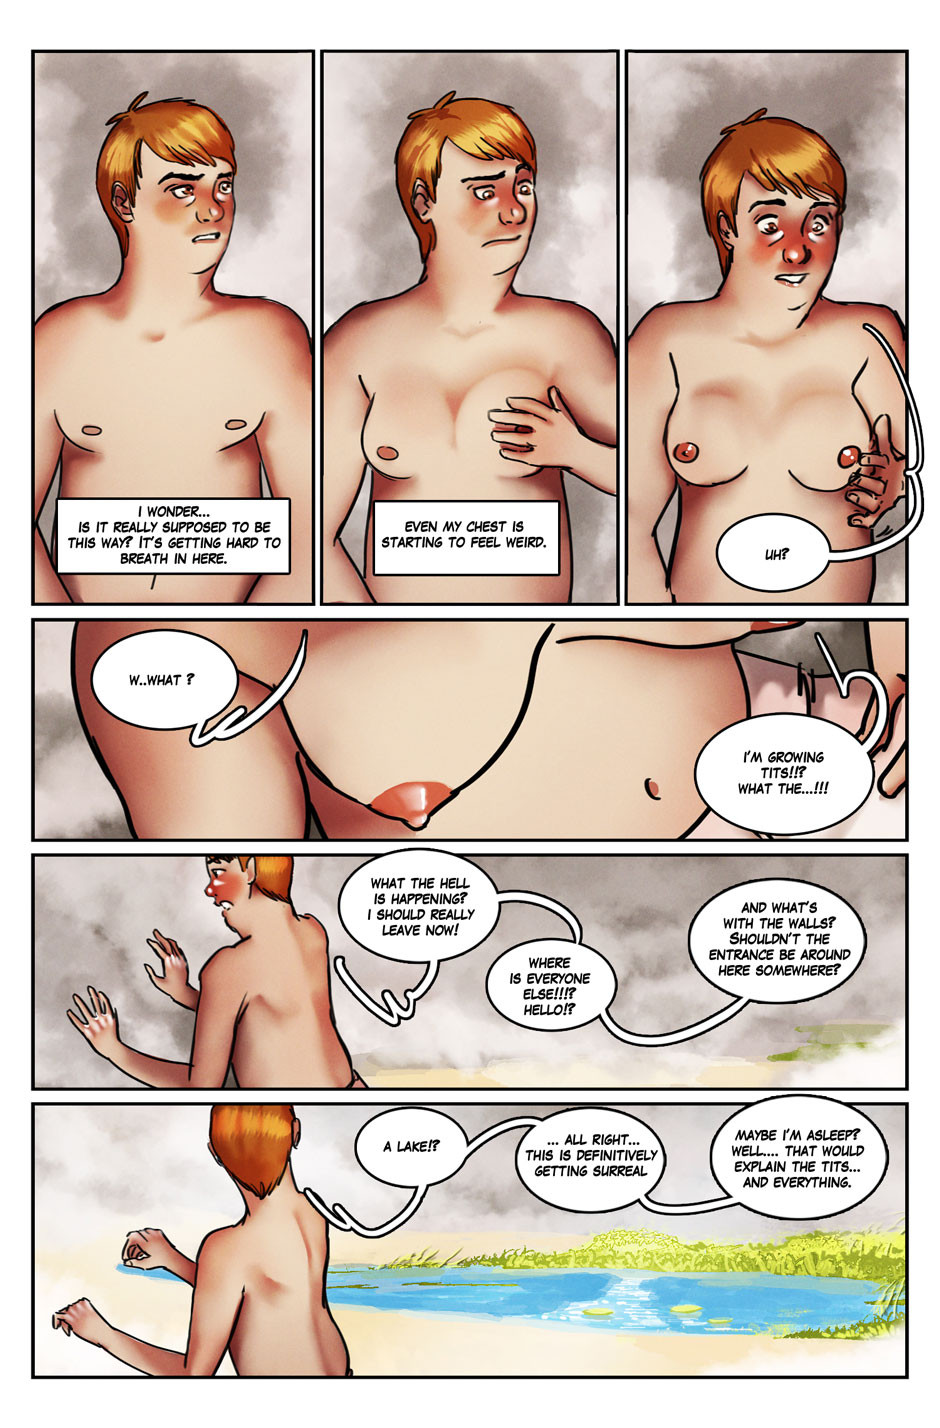 I WONDER...
IS IT REALLY SUPPOSED TO BE
THIS WAY? IT'S GETTING HARD TO
BREATH IN HERE.
EVEN MY CHEST IS
STARTING TO FEEL WEIRD.
UH?
W..WHAT ?
I'M GROWING
TITS!!?
WHAT THE...!!!
WHAT THE HELL
IS HAPPENING?
I SHOULD REALLY
LEAVE NOW!
WHERE
IS EVERYONE
ELSE!!!?
HELLO!?
AND WHAT'S
WITH THE WALLS?
SHOULDN'T THE
ENTRANCE BE AROUND
HERE SOMEWHERE?
A LAKE!?
... ALL RIGHT...
THIS IS DEFINITIVELY
GETTING SURREAL
MAYBE I'M ASLEEP?
WELL.... THAT WOULD
EXPLAIN THE TITS...
AND EVERYTHING.